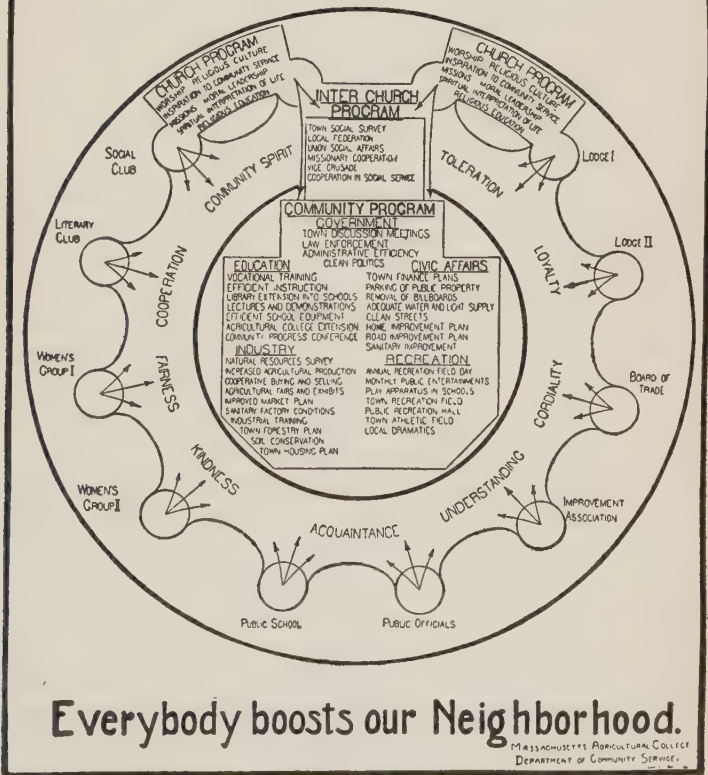 CHURCH PROGRAM
WORSHIP RELIGIOUS CULTURE
INSPIRATION TO COMMUNITY SERVICE
MISSIONS MORAL LEADERSHIP
SPIRITUAL INTERPRETATION OF LIFE
RELIGIOUS EDUCATION
CHURCH PROGRAM
WORSHIP RELIGIOUS CULTURE
INSPIRATION TO COMMUNITY SERVICE
MISSIONS MORAL LEADERSHIP
SPIRITUAL INTERPRETATION OF LIFE
RELIGIOUS EDUCATION
INTER CHURCH
PROGRAM
TOWN SOCIAL SURVEY
LOCAL FEDERATION
UNION SOCIAL AFFAIRS
MISSIONARY COOPERATION
VICE CRUSADE
COOPERATION IN SOCIAL SERVICE
COMMUNITY PROGRAM
GOVERNMENT
TOWN DISCUSSION MEETINGS
LAW ENFORCEMENT
ADMINISTRATIVE EFFICIENCY
CLEAN POLITICS
EDUCATION
VOCATIONAL TRAINING
EFFICIENT INSTRUCTION
LIBRARY EXTENSION INTO SCHOOLS
LECTURES AND DEMONSTRATIONS
EFFICIENT SCHOOL EQUIPMENT
AGRICULTURAL COLLEGE EXTENSION
COMMUNITY PROGRESS CONFERENCE
INDUSTRY
NATURAL RESOURCES SURVEY
INCREASED AGRICULTURAL PRODUCTION
COOPERATIVE BUYING AND SELLING
AGRICULTURAL FAIRS AND EXHIBITS
IMPROVED MARKET PLAN
SANITARY FACTORY CONDITIONS
INDUSTRIAL TRAINING
TOWN FORESTRY PLAN
SOIL CONSERVATION
TOWN HOUSING PLAN
CIVIC AFFAIRS
TOWN FINANCE PLANS
PARKING OF PUBLIC PROPERTY
REMOVAL OF BILLBOARDS
ADEQUATE WATER AND LIGHT SUPPLY
CLEAN STREETS
HOME IMPROVEMENT PLAN
ROAD IMPROVEMENT PLAN
SANITARY IMPROVEMENT
RECREATION
ANNUAL RECREATION FIELD DAY
MONTHLY PUBLIC ENTERTAINMENTS
PLAY APPARATUS IN SCHOOLS
TOWN RECREATION FIELD
PUBLIC RECREATION HALL
TOWN ATHLETIC FIELD
LOCAL DRAMATICS
COMMUNITY SPIRIT
COOPERATION
FAIRNESS
KINDNESS
ACQUAINTANCE
UNDERSTANDING
CORDIALITY
LOYALTY
TOLERATION
SOCIAL
CLUB
LITERARY
CLUB
WOMEN'S
GROUP I
WOMEN'S
GROUP II
PUBLIC SCHOOL
PUBLIC OFFICIALS
IMPROVEMENT
ASSOCIATION
BOARD OF
TRADE
LODGE II
LODGE I
Everybody boosts our Neighborhood.
MASSACHUSETTS AGRICULTURAL COLLEGE
DEPARTMENT OF COMMUNITY SERVICE.